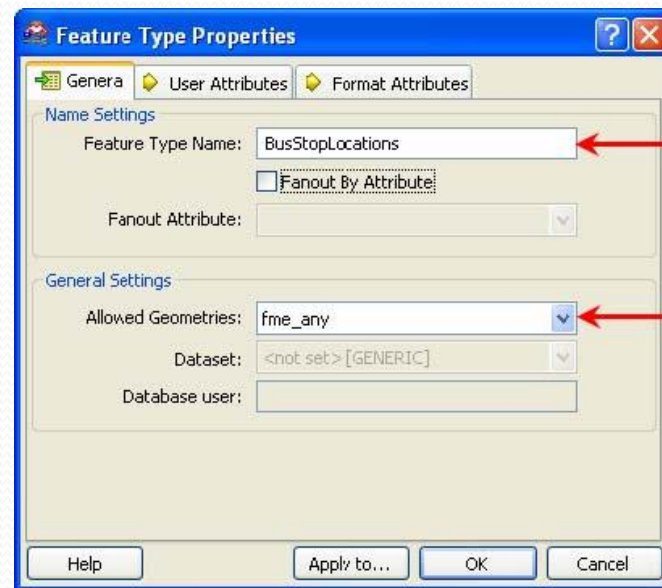 Feature Type Properties
Genera
User Attributes
Format Attributes
Name Settings
Feature Type Name: BusStopLocations
Fanout By Attribute
Fanout Attribute:
General Settings
Allowed Geometries: fme_any
Dataset: <not set> [GENERIC]
Database user:
Help
Apply to...
OK
Cancel